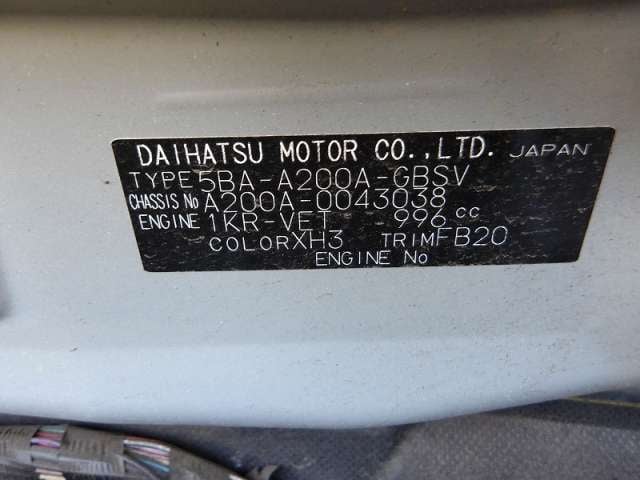 DAIHATSU MOTOR CO.,LTD. JAPAN
TYPE 5BA-A200A-GBSV
CHASSIS No A200A-0043038
ENGINE 1KR-VET 996 cc
COLOR XH3 TRIM FB20
ENGINE No